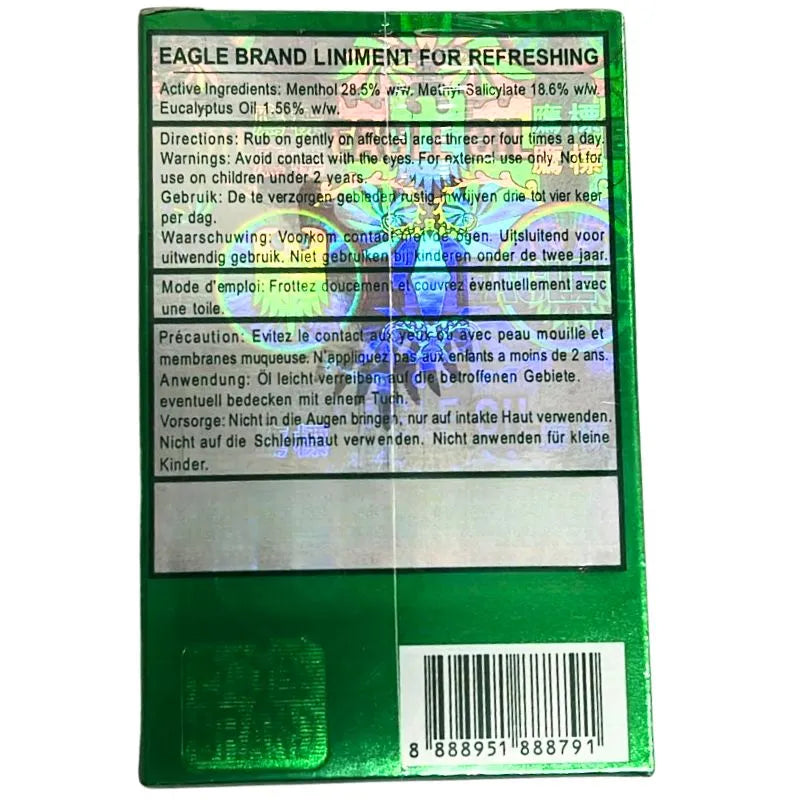 EAGLE BRAND LINIMENT FOR REFRESHING
Active Ingredients: Menthol 28.5% w/w. Methyl Salicylate 18.6% w/w.
Eucalyptus Oil 1.56% w/w.
Directions: Rub on gently on affected area three or four times a day.
Warnings: Avoid contact with the eyes. For external use only. Not for
use on children under 2 years.
Gebruik: De te verzorgen gebieden rustig inwrijven drie tot vier keer
per dag.
Waarschuwing: Voorkom contact met de ogen. Uitsluitend voor
uitwendig gebruik. Niet gebruiken bij kinderen onder de twee jaar.
Mode d'emploi: Frottez doucement et couvrez éventuellement avec
une toile.
Précaution: Evitez le contact aux yeux ou avec peau mouillé et
membranes muqueuse. N'appliquez pas aux enfants a moins de 2 ans.
Anwendung: Öl leicht verreiben auf die betroffenen Gebiete.
eventuell bedecken mit einem Tuch.
Vorsorge: Nicht in die Augen bringen, nur auf intakte Haut verwenden.
Nicht auf die Schleimhaut verwenden. Nicht anwenden für kleine
Kinder.
EAGLE OIL
鷹標
EAGLE
BRAND
8 888951 888791